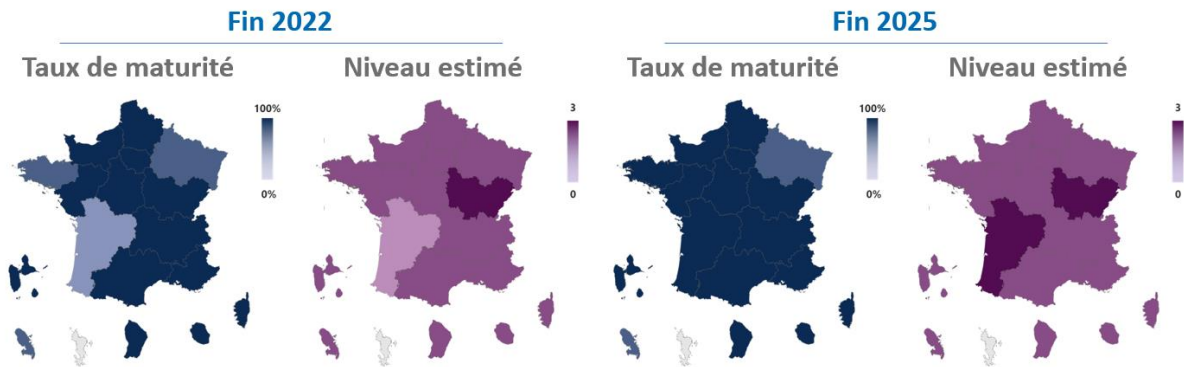 Fin 2022
Fin 2025
Taux de maturité
Niveau estimé
Taux de maturité
Niveau estimé
100%
0%
3
0
100%
0%
3
0